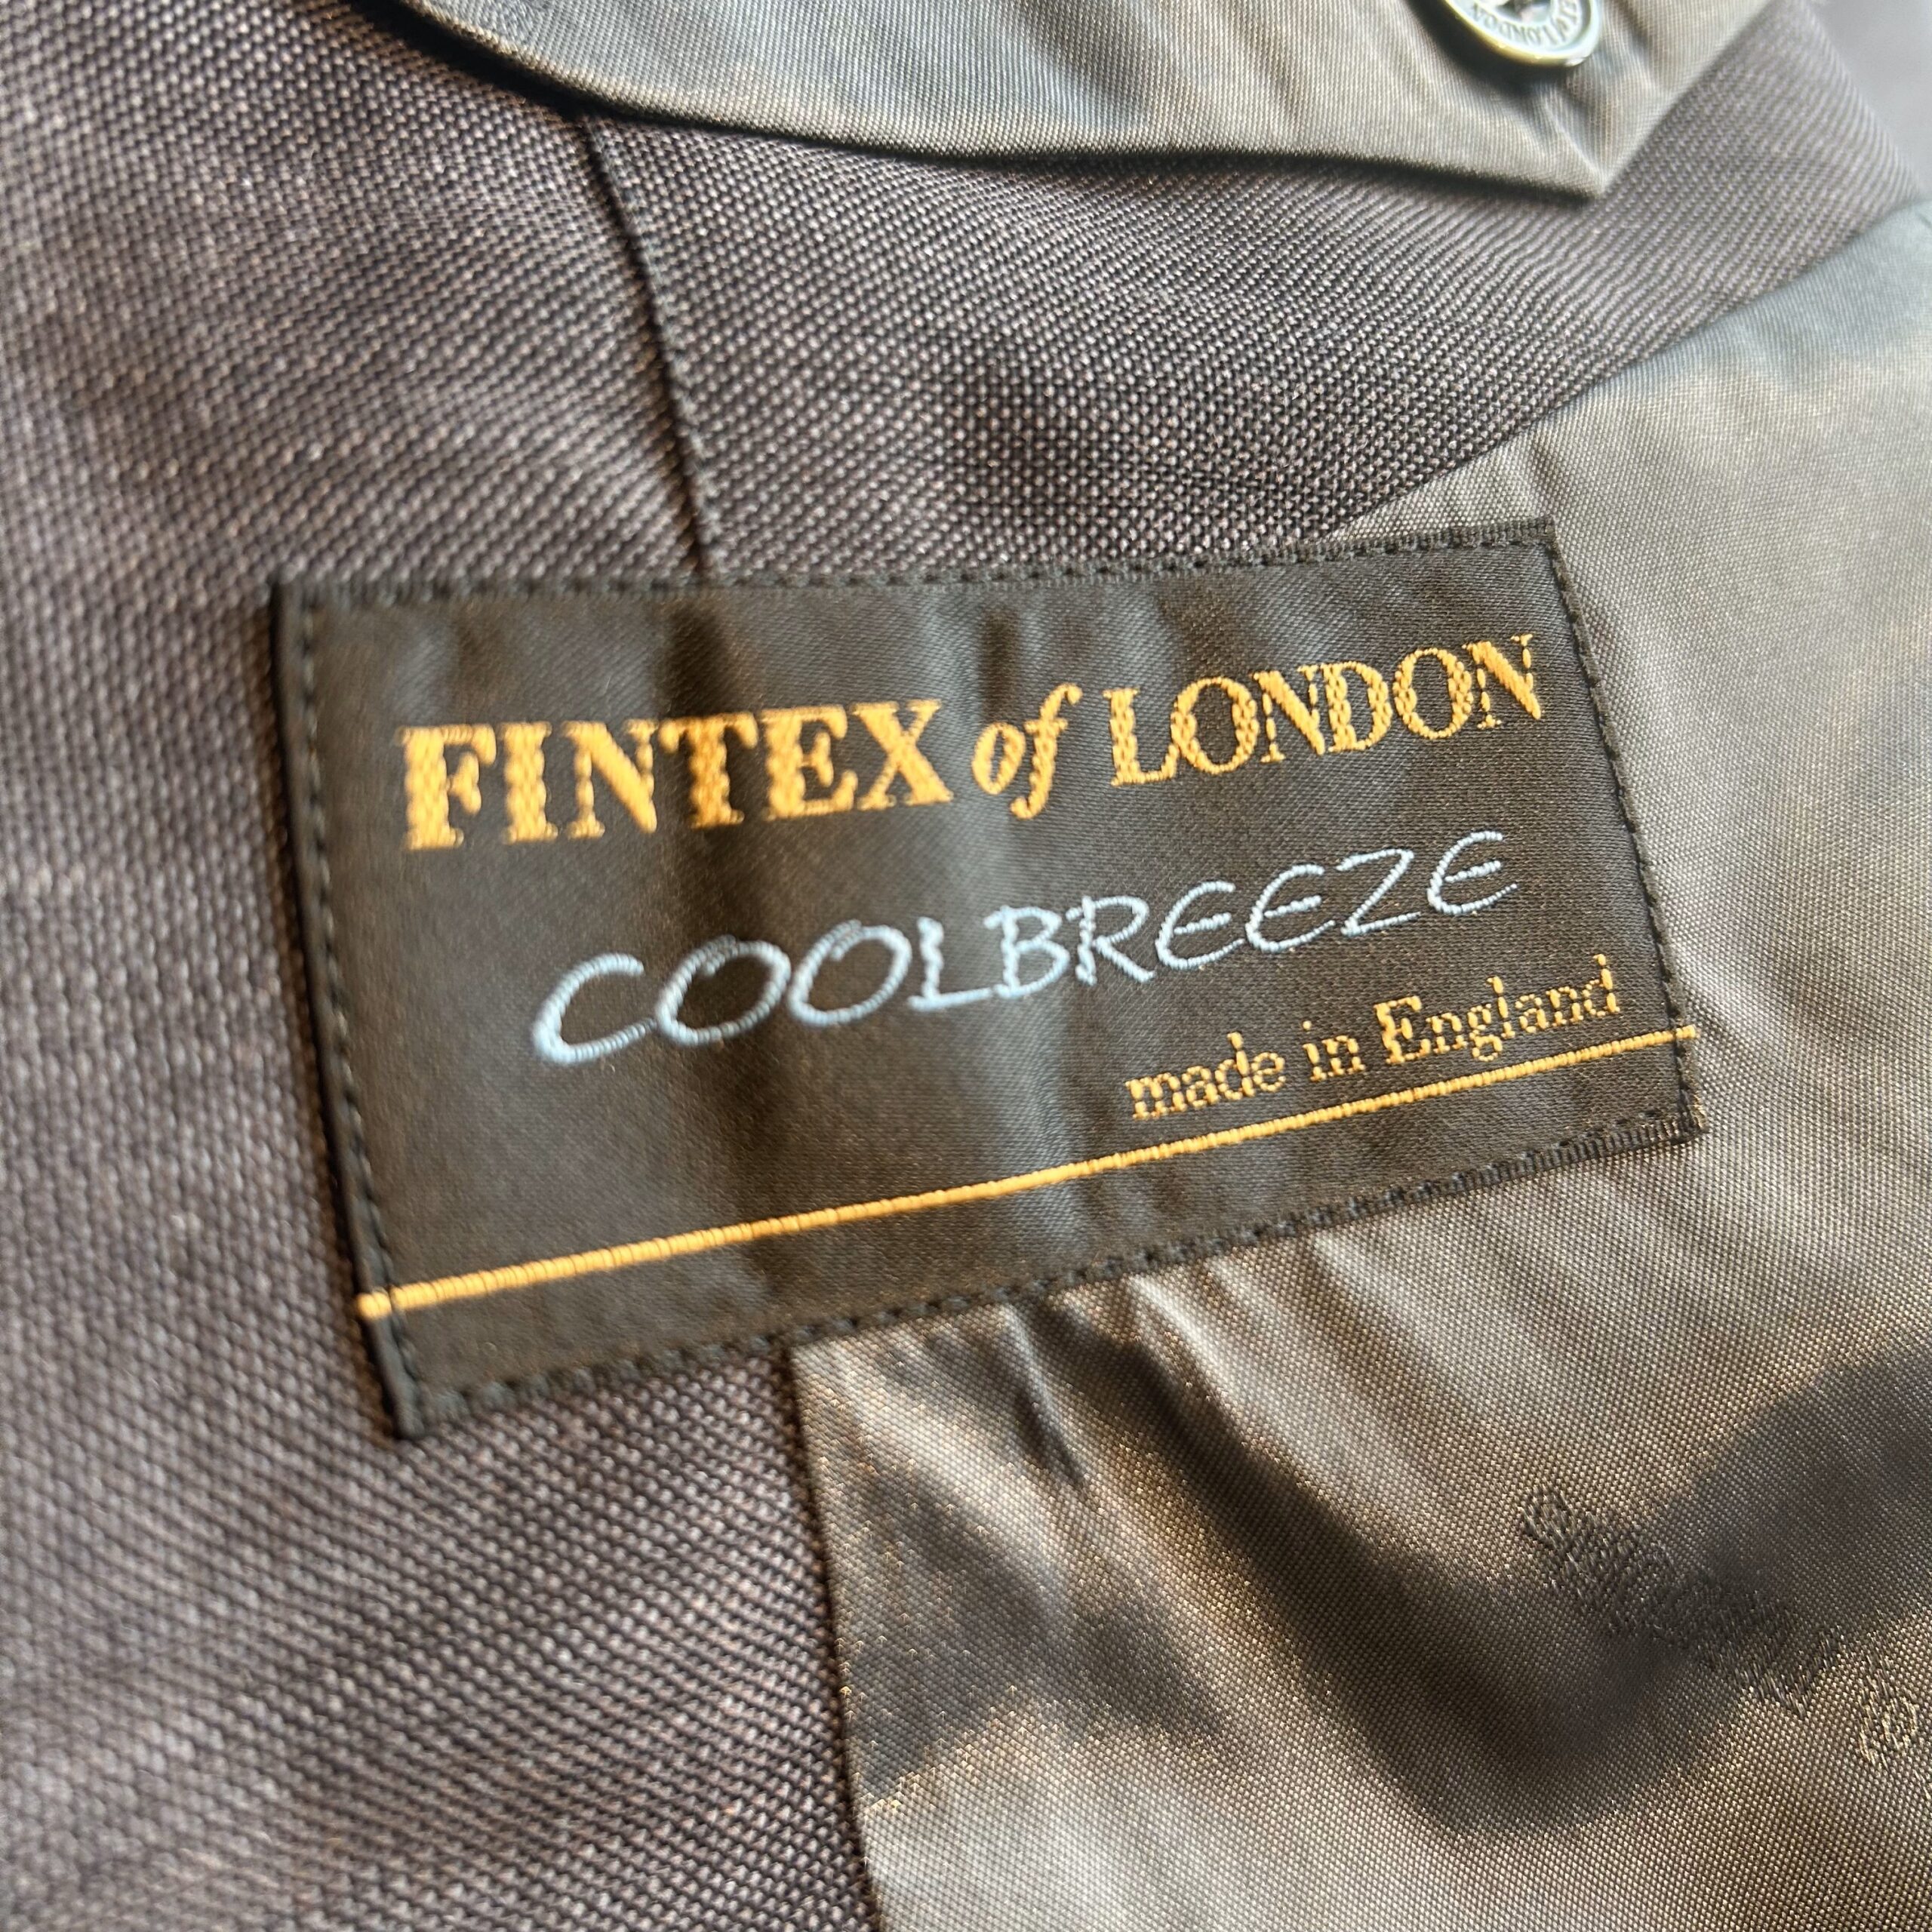 FINTEX of LONDON
COOLBREEZE
made in England